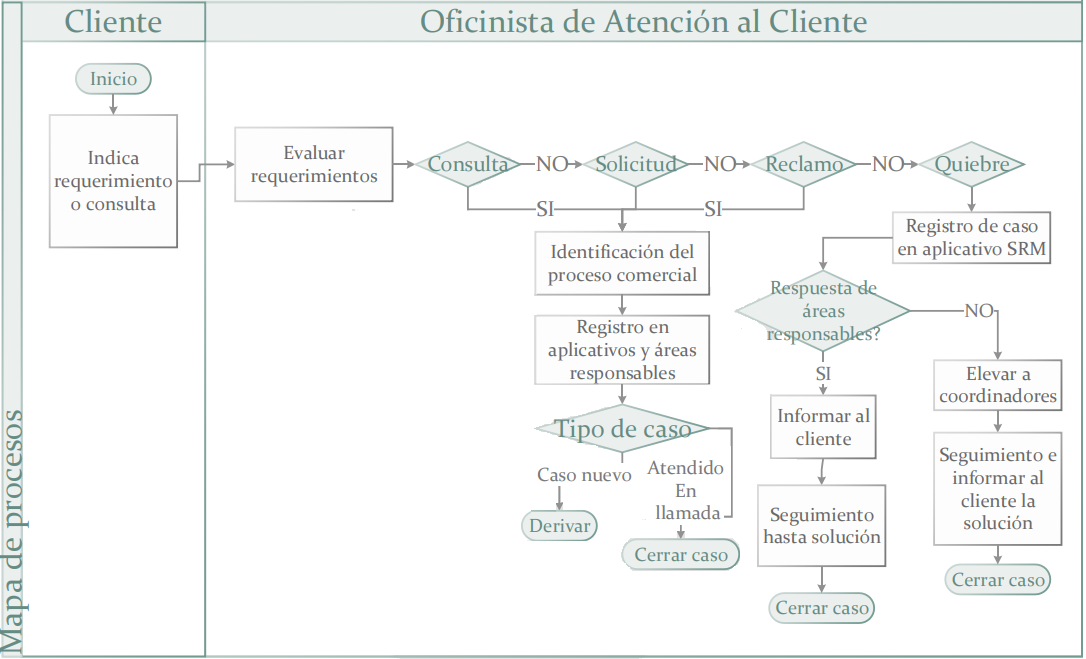 Cliente
Oficinista de Atención al Cliente
Mapa de procesos
Inicio
Indica
requerimiento
o consulta
Evaluar
requerimientos
Consulta
NO
Solicitud
NO
Reclamo
NO
Quiebre
SI
SI
Identificación del
proceso comercial
Registro en
aplicativos y áreas
responsables
Tipo de caso
Caso nuevo
Derivar
Atendido
En
llamada
Cerrar caso
Registro de caso
en aplicativo SRM
Respuesta de
áreas
responsables?
SI
Informar al
cliente
Seguimiento
hasta solución
Cerrar caso
NO
Elevar a
coordinadores
Seguimiento e
informar al
cliente la
solución
Cerrar caso